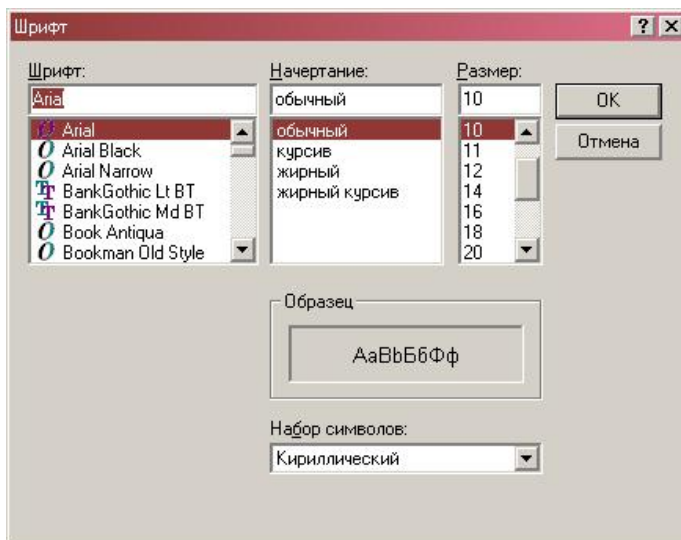 Шрифт
Шрифт:
Arial
Arial
Arial Black
Arial Narrow
BankGothic Lt BT
BankGothic Md BT
Book Antiqua
Bookman Old Style
Начертание:
обычный
обычный
курсив
жирный
жирный курсив
Размер:
10
10
11
12
14
16
18
20
OK
Отмена
Образец
АаВbБбФф
Набор символов:
Кириллический